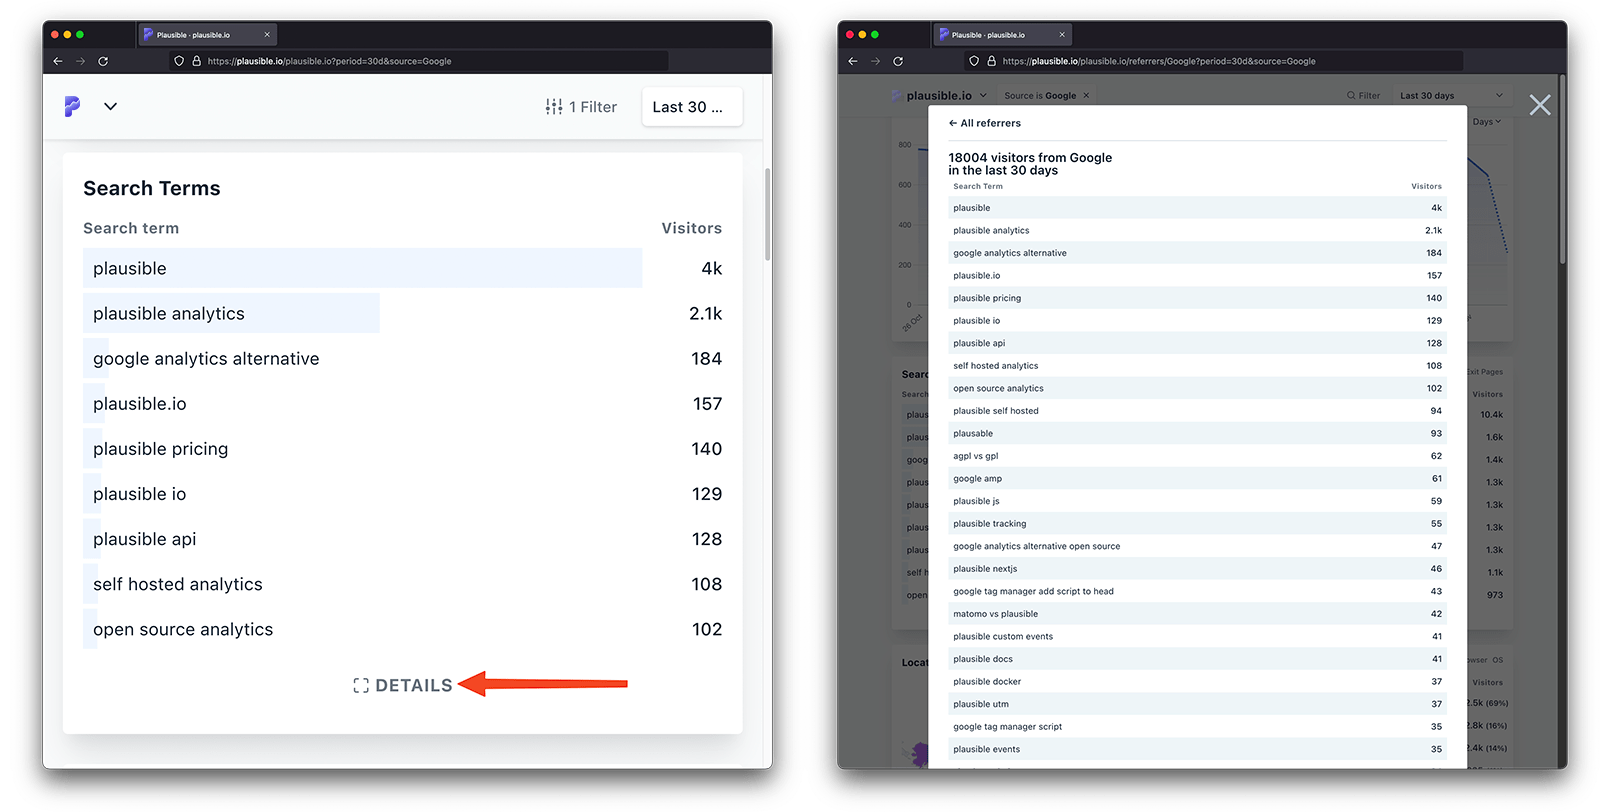 Plausible · plausible.io
https://plausible.io/plausible.io?period=30d&source=Google
1 Filter
Last 30 ...
Search Terms
Search term Visitors
plausible 4k
plausible analytics 2.1k
google analytics alternative 184
plausible.io 157
plausible pricing 140
plausible io 129
plausible api 128
self hosted analytics 108
open source analytics 102
DETAILS
Plausible · plausible.io
https://plausible.io/plausible.io/referrers/Google?period=30d&source=Google
plausible.io Source is Google × Filter Last 30 days
← All referrers
18004 visitors from Google
in the last 30 days
Search Term Visitors
plausible 4k
plausible analytics 2.1k
google analytics alternative 184
plausible.io 157
plausible pricing 140
plausible io 129
plausible api 128
self hosted analytics 108
open source analytics 102
plausible self hosted 94
plausable 93
agpl vs gpl 62
google amp 61
plausible js 59
plausible tracking 55
google analytics alternative open source 47
plausible nextjs 46
google tag manager add script to head 43
matomo vs plausible 42
plausible custom events 41
plausible docs 41
plausible docker 37
plausible utm 37
google tag manager script 35
plausible events 35
800
600
400
200
0
26 Oct
Days
Searc
Search
plaus
plaus
goog
plaus
plaus
plaus
plaus
self h
open
Exit Pages
Visitors
10.4k
1.6k
1.4k
1.3k
1.3k
1.3k
1.3k
1.1k
973
Locat
owser OS
Visitors
2.5k (69%)
2.8k (16%)
2.4k (14%)